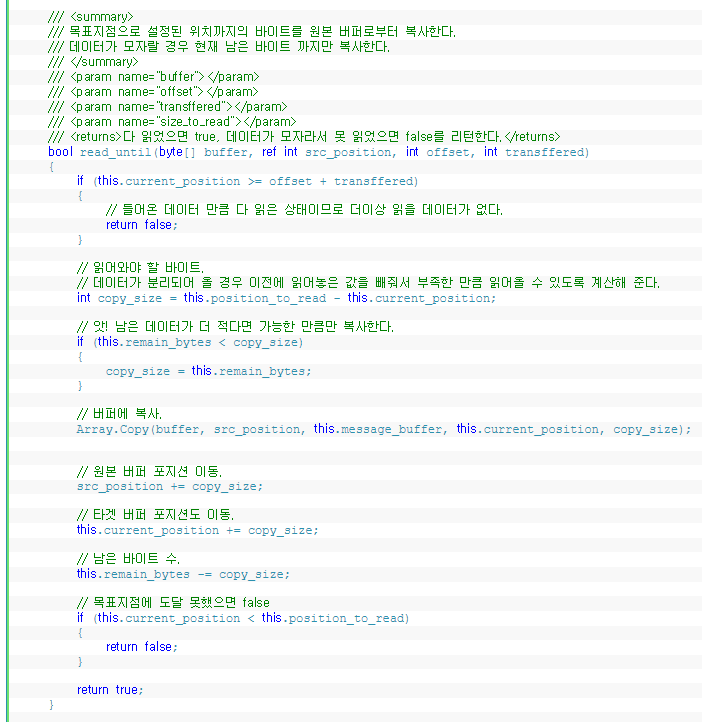 /// <summary>
/// 목표지점으로 설정된 위치까지의 바이트를 원본 버퍼로부터 복사한다.
/// 데이터가 모자랄 경우 현재 남은 바이트 까지만 복사한다.
/// </summary>
/// <param name="buffer"></param>
/// <param name="offset"></param>
/// <param name="transffered"></param>
/// <param name="size_to_read"></param>
/// <returns>다 읽었으면 true, 데이터가 모자라서 못 읽었으면 false를 리턴한다.</returns>
bool read_until(byte[] buffer, ref int src_position, int offset, int transffered)
{
if (this.current_position >= offset + transffered)
{
// 들어온 데이터 만큼 다 읽은 상태이므로 더이상 읽을 데이터가 없다.
return false;
}
// 읽어와야 할 바이트.
// 데이터가 분리되어 올 경우 이전에 읽어놓은 값을 빼줘서 부족한 만큼 읽어올 수 있도록 계산해 준다.
int copy_size = this.position_to_read - this.current_position;
// 앗! 남은 데이터가 더 적다면 가능한 만큼만 복사한다.
if (this.remain_bytes < copy_size)
{
copy_size = this.remain_bytes;
}
// 버퍼에 복사.
Array.Copy(buffer, src_position, this.message_buffer, this.current_position, copy_size);
// 원본 버퍼 포지션 이동.
src_position += copy_size;
// 타겟 버퍼 포지션도 이동.
this.current_position += copy_size;
// 남은 바이트 수.
this.remain_bytes -= copy_size;
// 목표지점에 도달 못했으면 false
if (this.current_position < this.position_to_read)
{
return false;
}
return true;
}